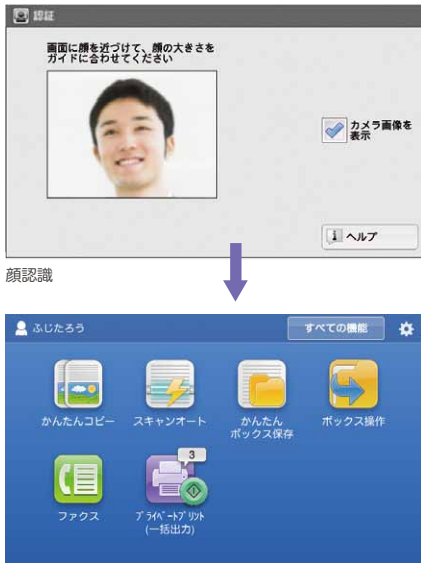 認証
画面に顔を近づけて、顔の大きさを
ガイドに合わせてください
カメラ画像を
表示
ヘルプ
顔認識
ふじたろう
すべての機能
かんたんコピー
スキャンオート
かんたん
ボックス保存
ボックス操作
3
ファクス
プライベートプリント
(一括出力)